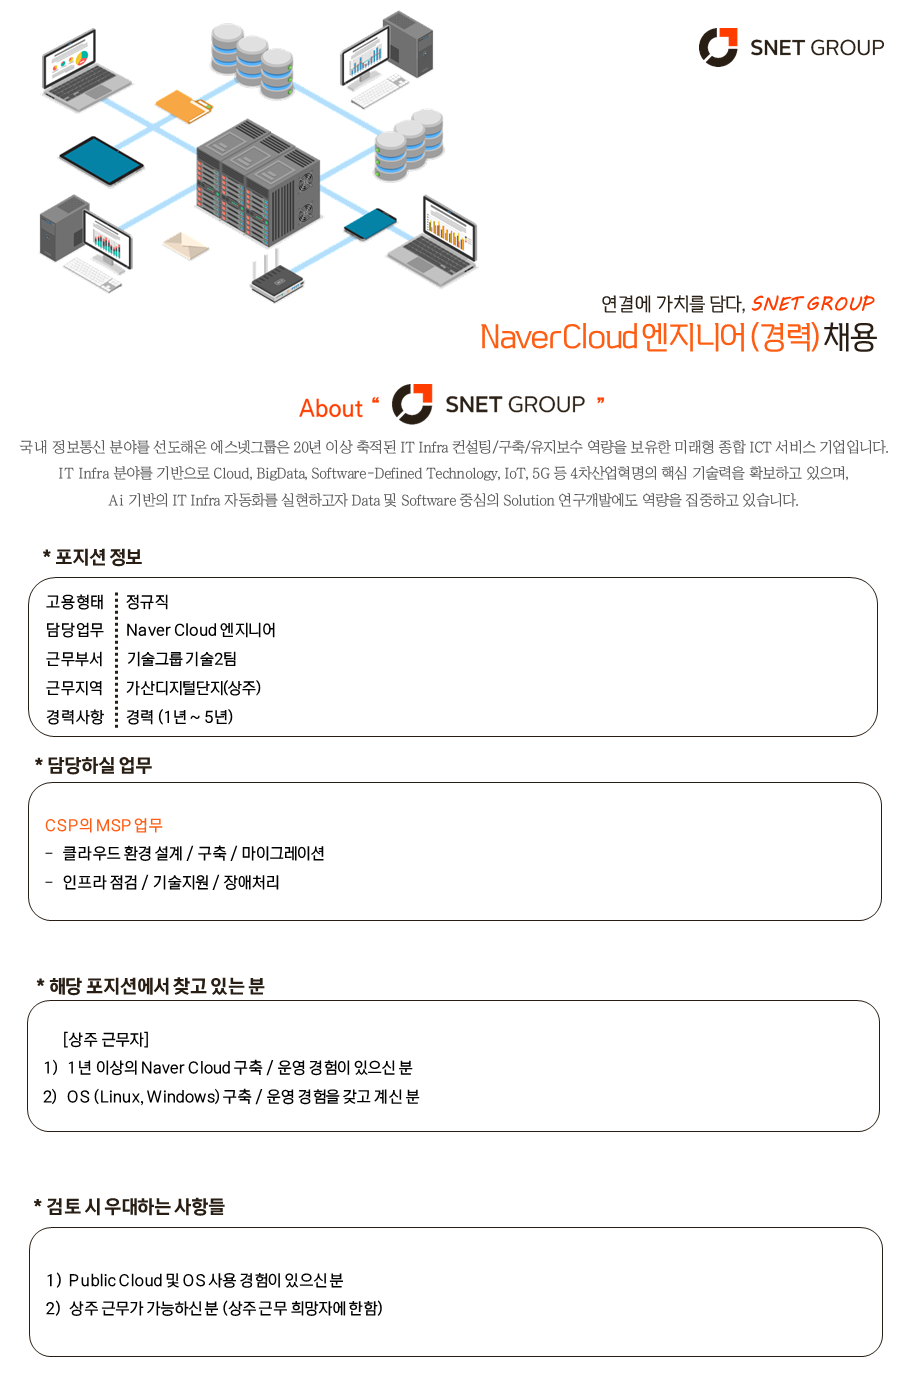 SNET GROUP
연결에 가치를 담다, SNET GROUP
Naver Cloud 엔지니어 (경력) 채용
About “ SNET GROUP ”
국내 정보통신 분야를 선도해온 에스넷그룹은 20년 이상 축적된 IT Infra 컨설팅/구축/유지보수 역량을 보유한 미래형 종합 ICT 서비스 기업입니다.
IT Infra 분야를 기반으로 Cloud, BigData, Software-Defined Technology, IoT, 5G 등 4차산업혁명의 핵심 기술력을 확보하고 있으며,
Ai 기반의 IT Infra 자동화를 실현하고자 Data 및 Software 중심의 Solution 연구개발에도 역량을 집중하고 있습니다.
* 포지션 정보
고용형태 정규직
담당업무 Naver Cloud 엔지니어
근무부서 기술그룹 기술2팀
근무지역 가산디지털단지(상주)
경력사항 경력 (1년 ~ 5년)
* 담당하실 업무
CSP의 MSP 업무
- 클라우드 환경 설계 / 구축 / 마이그레이션
- 인프라 점검 / 기술지원 / 장애처리
* 해당 포지션에서 찾고 있는 분
[상주 근무자]
1) 1년 이상의 Naver Cloud 구축 / 운영 경험이 있으신 분
2) OS (Linux, Windows) 구축 / 운영 경험을 갖고 계신 분
* 검토 시 우대하는 사항들
1) Public Cloud 및 OS 사용 경험이 있으신 분
2) 상주 근무가 가능하신 분 (상주 근무 희망자에 한함)